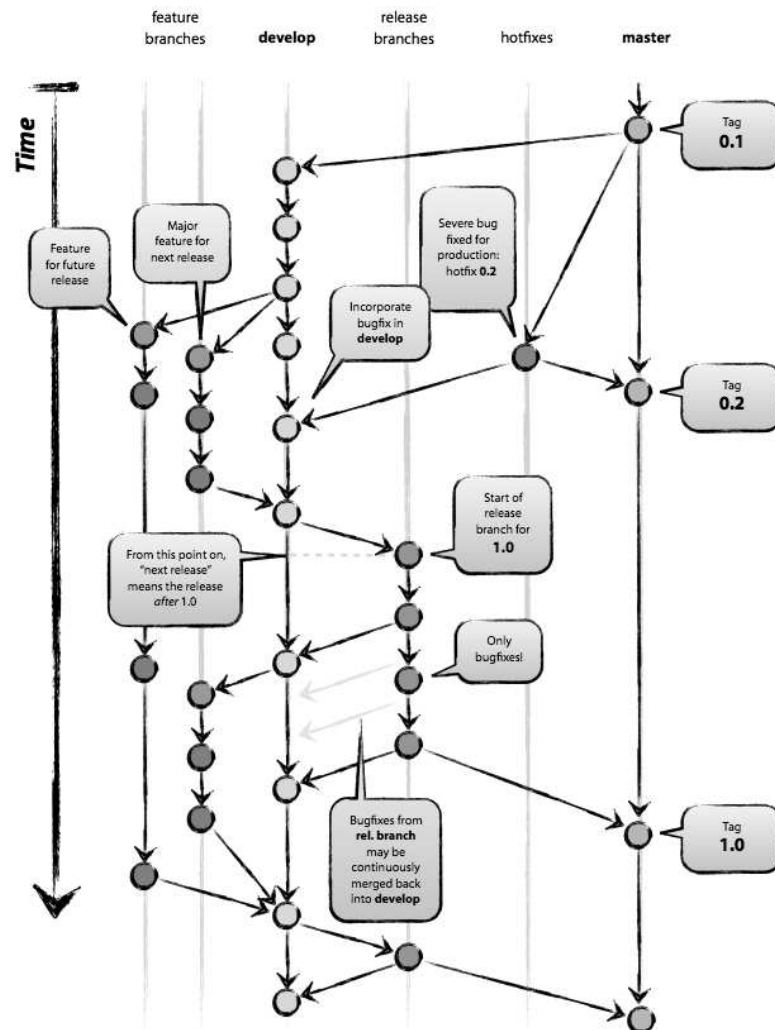 feature
branches
develop
release
branches
hotfixes
master
Time
Tag
0.1
Feature
for future
release
Major
feature for
next release
Severe bug
fixed for
production:
hotfix 0.2
Incorporate
bugfix in
develop
Tag
0.2
Start of
release
branch for
1.0
From this point on,
“next release”
means the release
after 1.0
Only
bugfixes!
Bugfixes from
rel. branch
may be
continuously
merged back
into develop
Tag
1.0